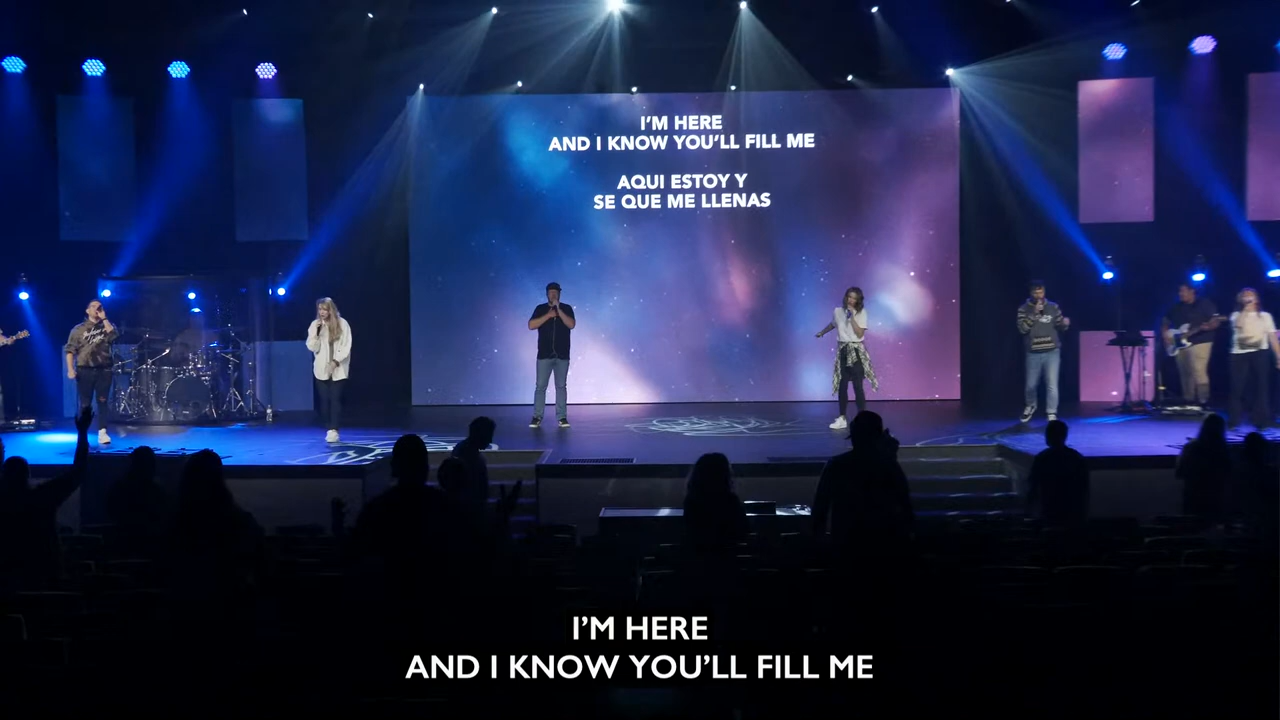 I'M HERE
AND I KNOW YOU'LL FILL ME
AQUI ESTOY Y
SE QUE ME LLENAS
I'M HERE
AND I KNOW YOU'LL FILL ME